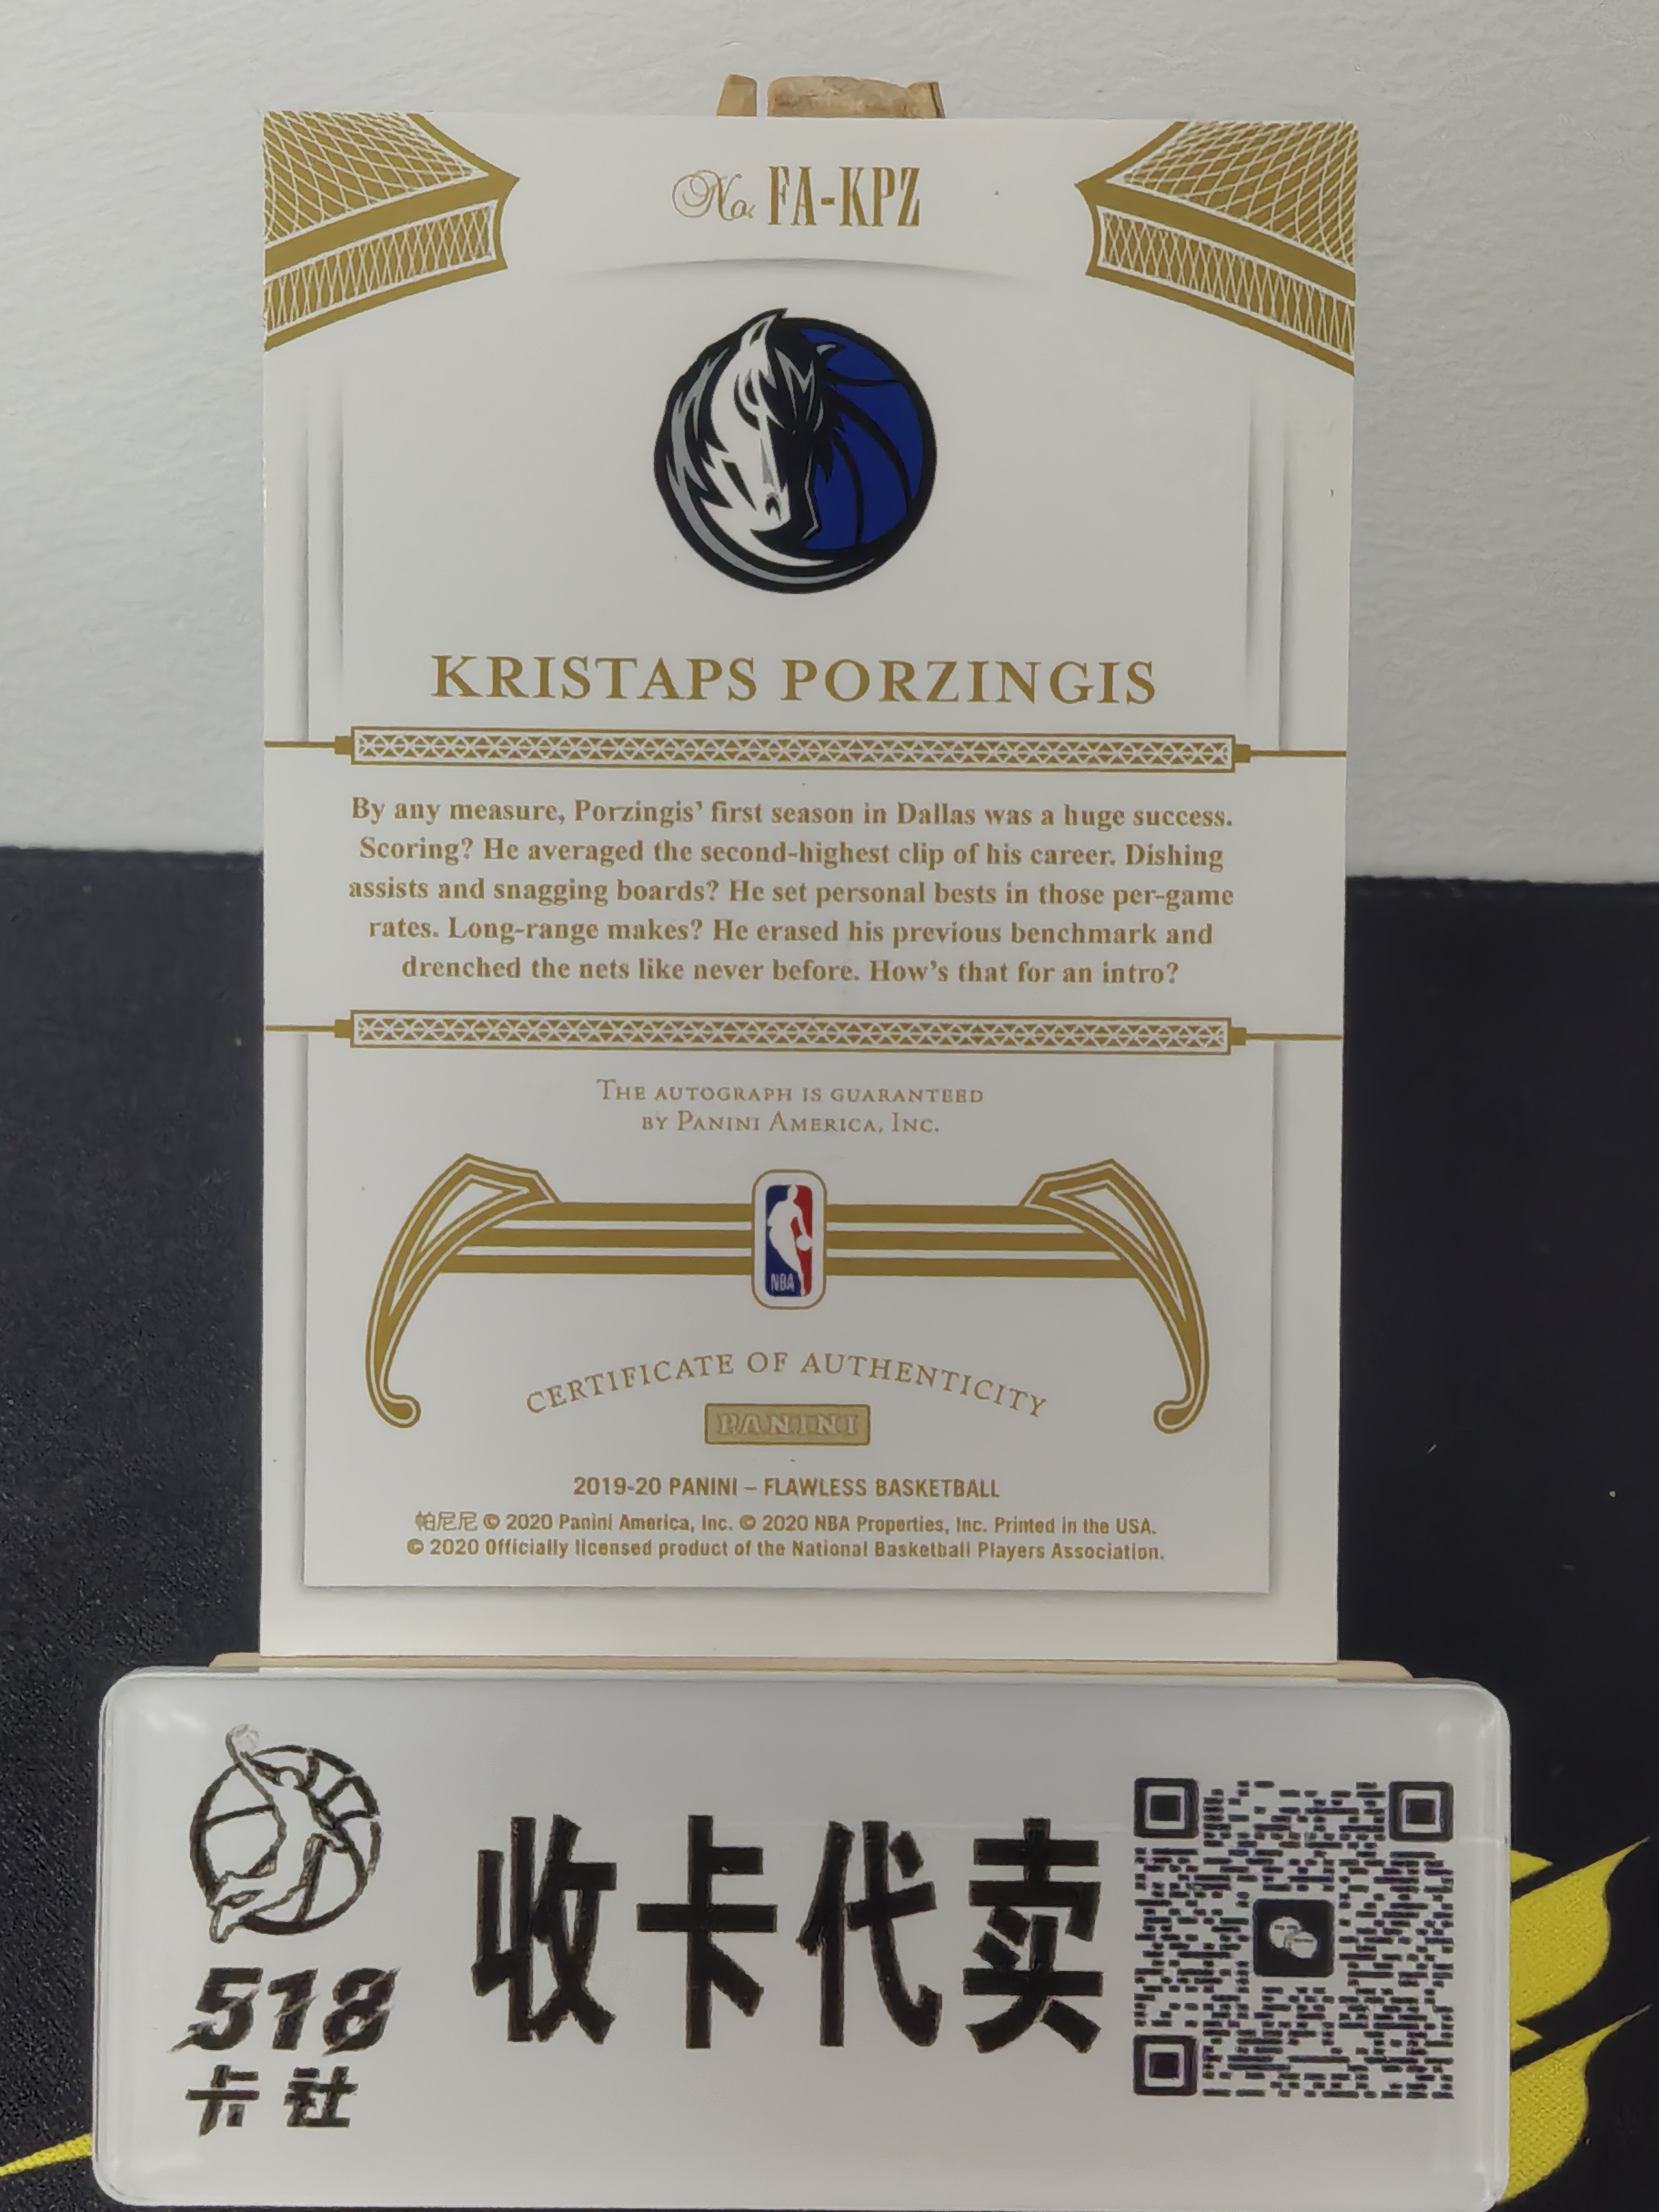 No. FA-KPZ
KRISTAPS PORZINGIS
By any measure, Porzingis’ first season in Dallas was a huge success.
Scoring? He averaged the second-highest clip of his career. Dishing
assists and snagging boards? He set personal bests in those per-game
rates. Long-range makes? He erased his previous benchmark and
drenched the nets like never before. How’s that for an intro?
THE AUTOGRAPH IS GUARANTEED
BY PANINI AMERICA, INC.
NBA
CERTIFICATE OF AUTHENTICITY
PANINI
2019-20 PANINI – FLAWLESS BASKETBALL
帕尼尼 © 2020 Panini America, Inc. © 2020 NBA Properties, Inc. Printed in the USA.
© 2020 Officially licensed product of the National Basketball Players Association.
收卡代卖
518
卡社